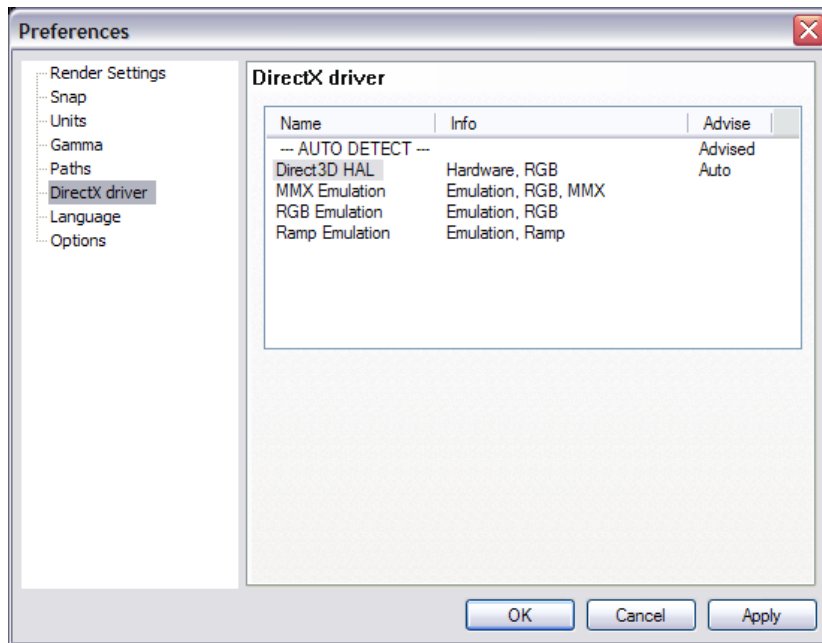 Preferences
Render Settings
Snap
Units
Gamma
Paths
DirectX driver
Language
Options
DirectX driver
Name Info Advise
--- AUTO DETECT --- Advised
Direct3D HAL Hardware, RGB Auto
MMX Emulation Emulation, RGB, MMX
RGB Emulation Emulation, RGB
Ramp Emulation Emulation, Ramp
OK Cancel Apply